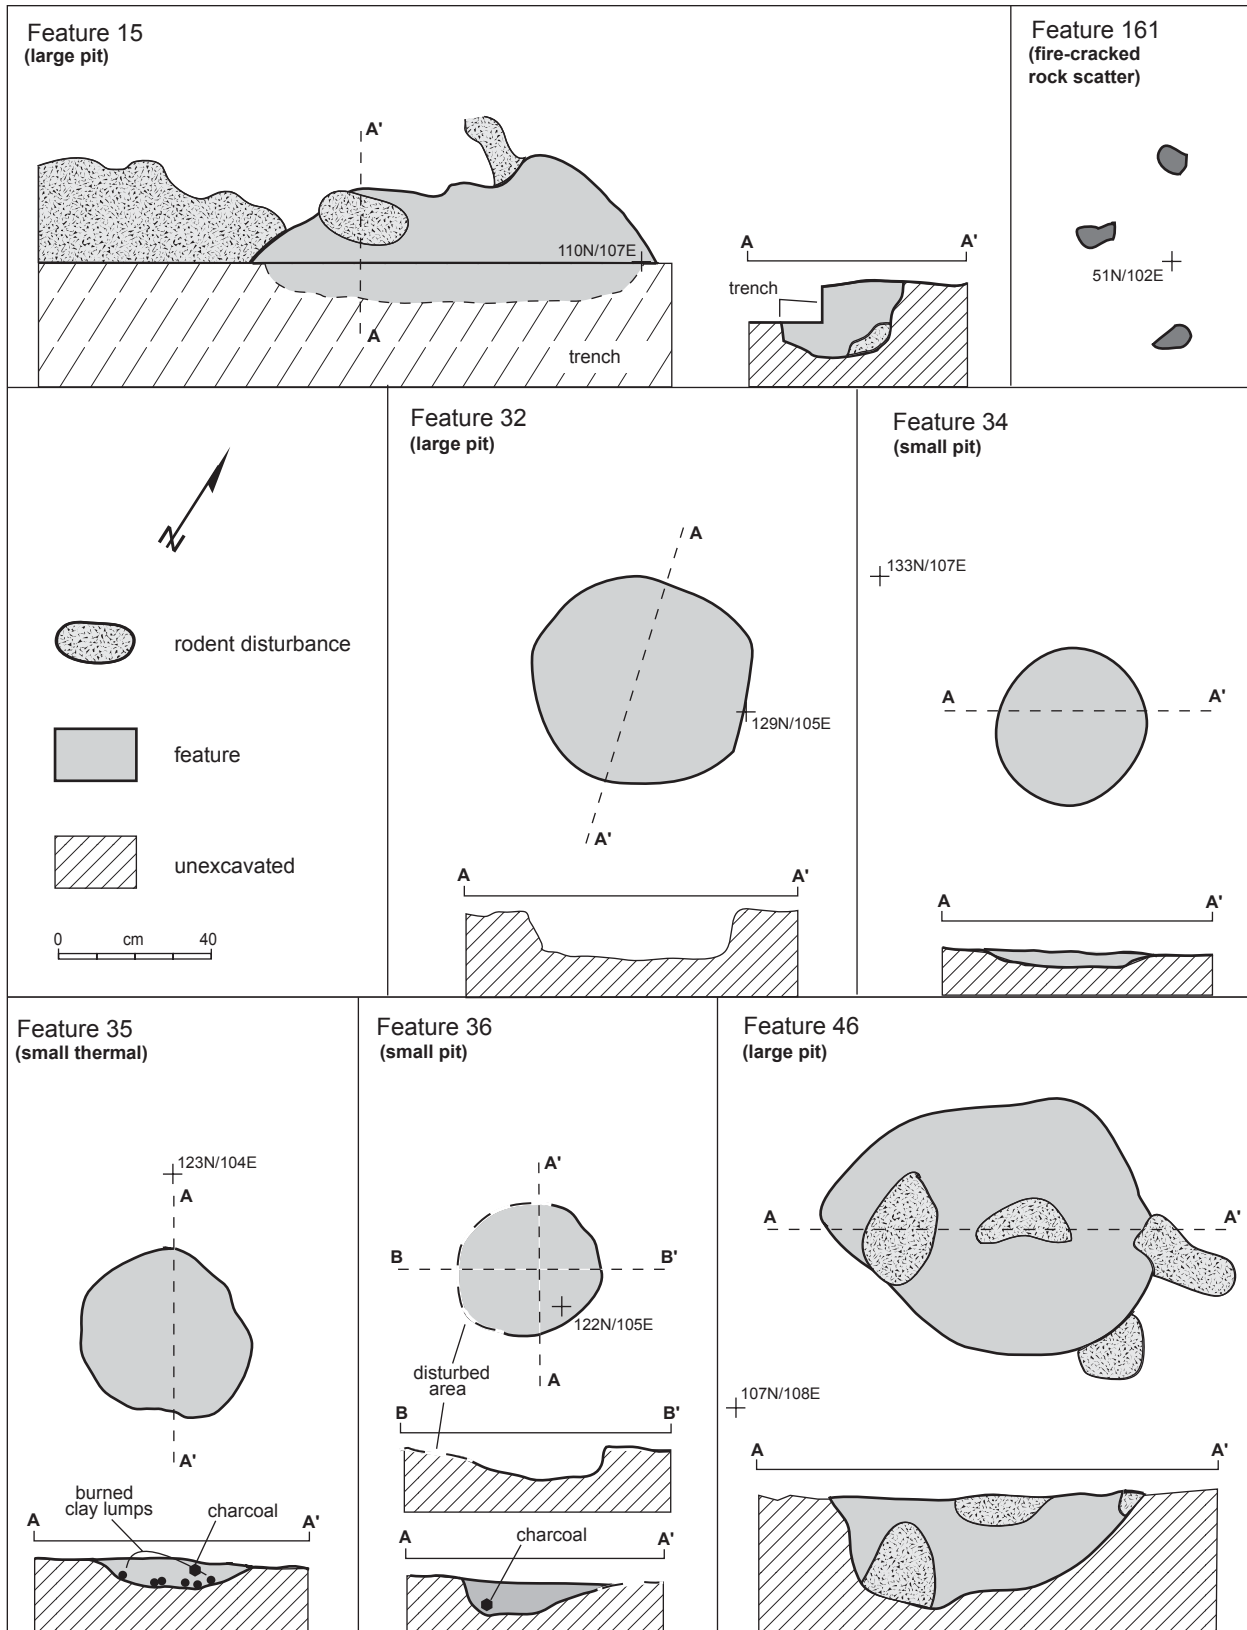 Feature 15
(large pit)
A'
110N/107E
A
trench
A
A'
trench
Feature 161
(fire-cracked
rock scatter)
51N/102E
N
rodent disturbance
feature
unexcavated
0 cm 40
Feature 32
(large pit)
A
129N/105E
A'
A
A'
Feature 34
(small pit)
133N/107E
A
A'
A
A'
Feature 35
(small thermal)
123N/104E
A
A'
burned
clay lumps
charcoal
A
A'
Feature 36
(small pit)
A'
B
B'
122N/105E
A
disturbed
area
B
B'
charcoal
A
A'
Feature 46
(large pit)
A
A'
107N/108E
A
A'